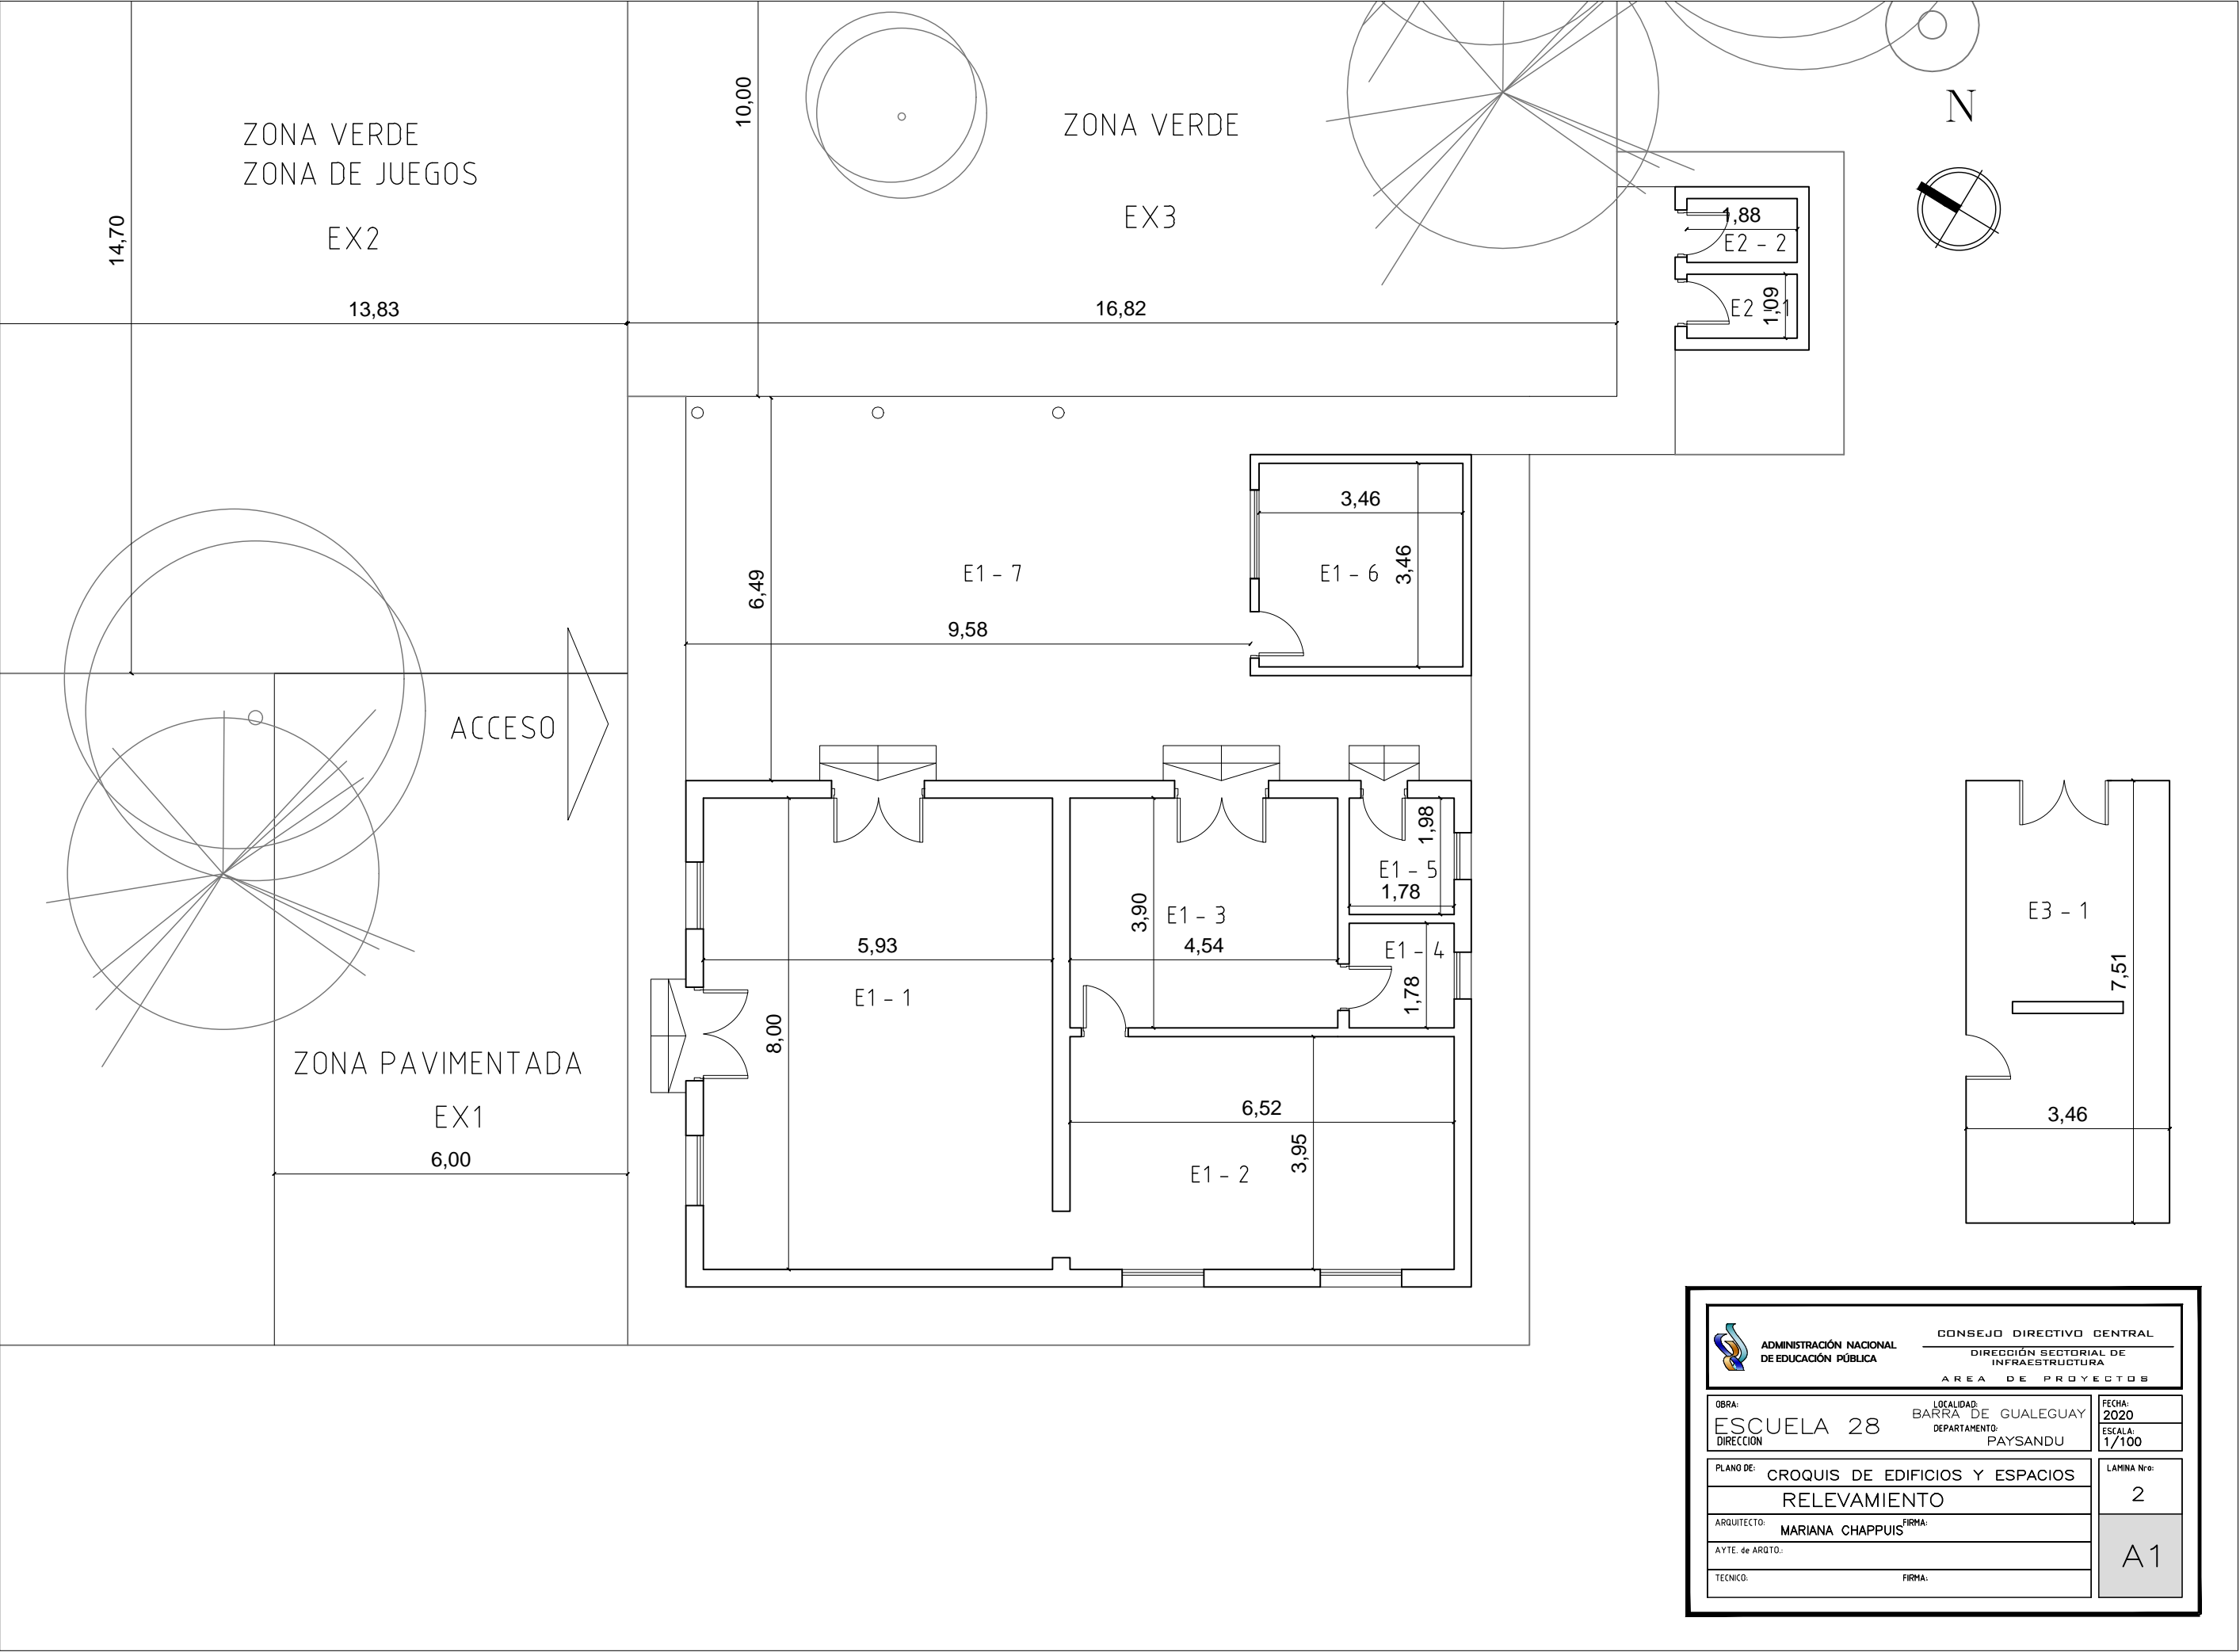 ZONA VERDE
ZONA DE JUEGOS
EX2
14,70
13,83
10,00
ZONA VERDE
EX3
16,82
N
1,88
E2 - 2
E2 - 1
1,09
3,46
3,46
E1 - 6
E1 - 7
6,49
9,58
ACCESO
ZONA PAVIMENTADA
EX1
6,00
5,93
E1 - 1
8,00
3,90
E1 - 3
4,54
1,98
E1 - 5
1,78
E1 - 4
1,78
6,52
3,95
E1 - 2
E3 - 1
7,51
3,46
ADMINISTRACIÓN NACIONAL
DE EDUCACIÓN PÚBLICA
CONSEJO DIRECTIVO CENTRAL
DIRECCIÓN SECTORIAL DE
INFRAESTRUCTURA
AREA DE PROYECTOS
OBRA:
ESCUELA 28
DIRECCION
LOCALIDAD:
BARRA DE GUALEGUAY
DEPARTAMENTO:
PAYSANDU
FECHA:
2020
ESCALA:
1/100
PLANO DE: CROQUIS DE EDIFICIOS Y ESPACIOS
RELEVAMIENTO
LAMINA Nro:
2
ARQUITECTO: MARIANA CHAPPUIS FIRMA:
AYTE. de ARQTO.:
TECNICO: FIRMA:
A1